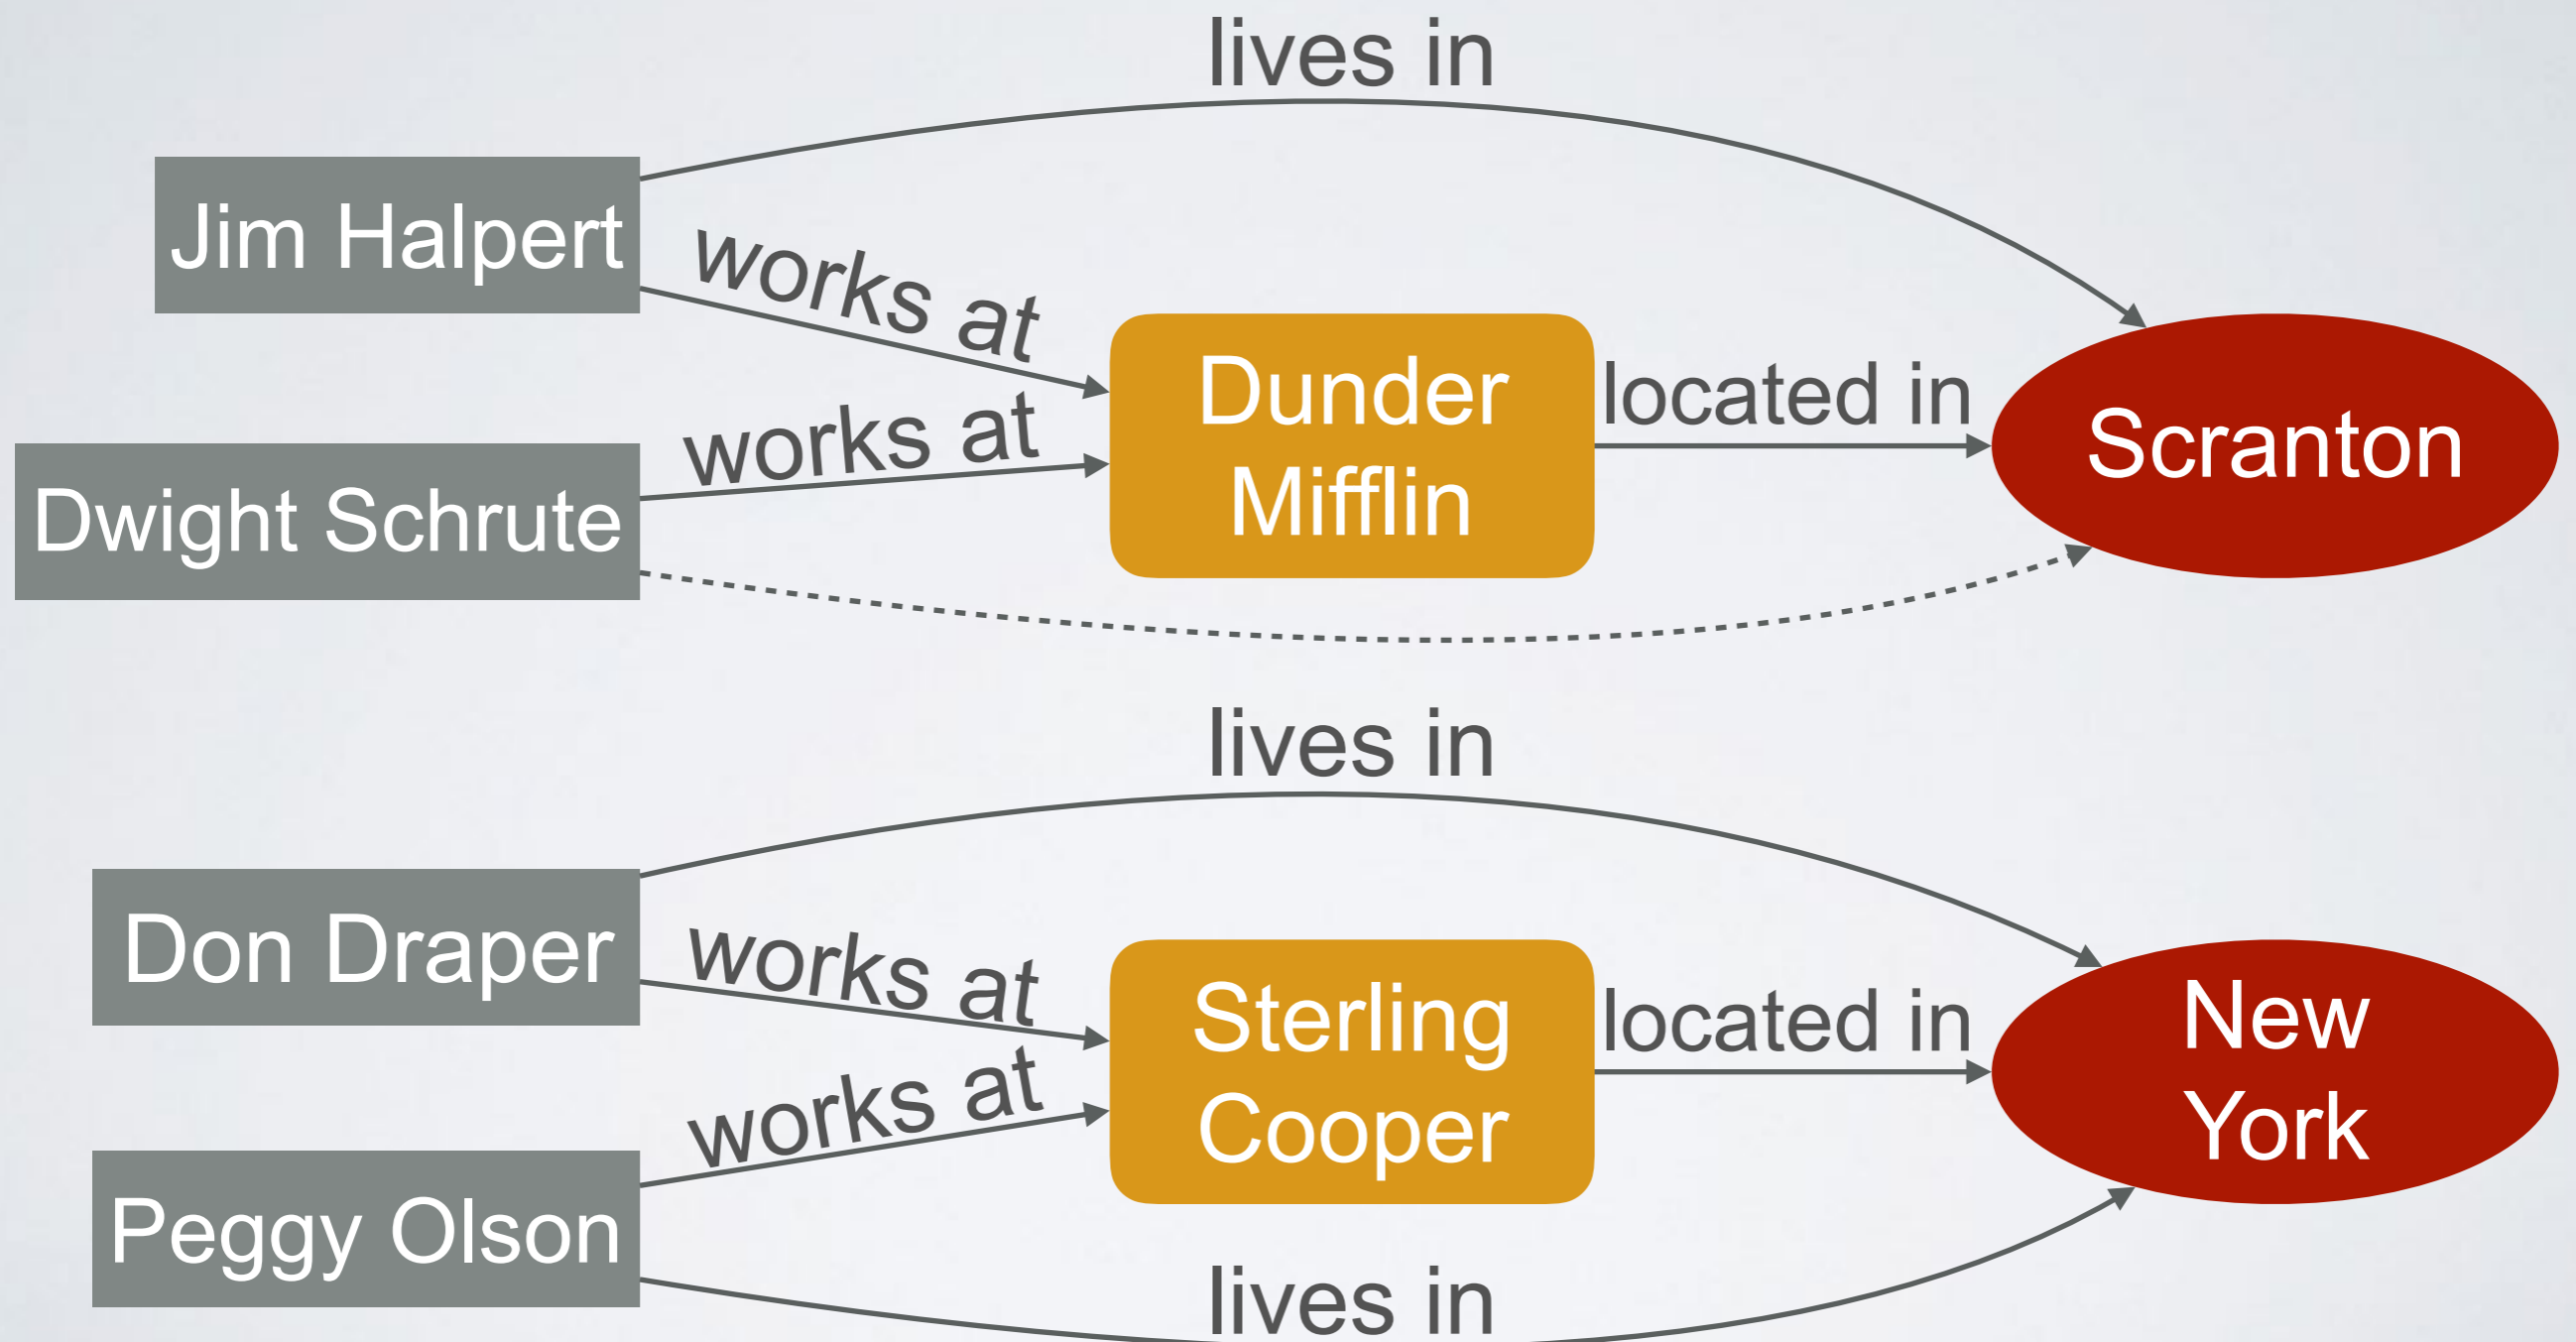 lives in
Jim Halpert
works at
Dunder
Mifflin
located in
Scranton
works at
Dwight Schrute
lives in
Don Draper
works at
Sterling
Cooper
located in
New
York
works at
Peggy Olson
lives in